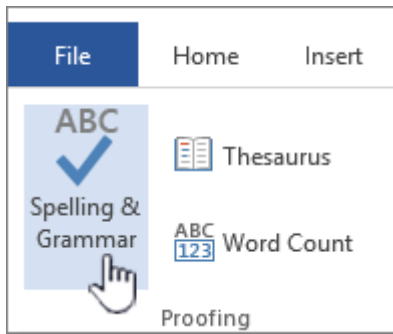 File Home Insert
ABC
Thesaurus
Spelling &
Grammar
ABC
123 Word Count
Proofing